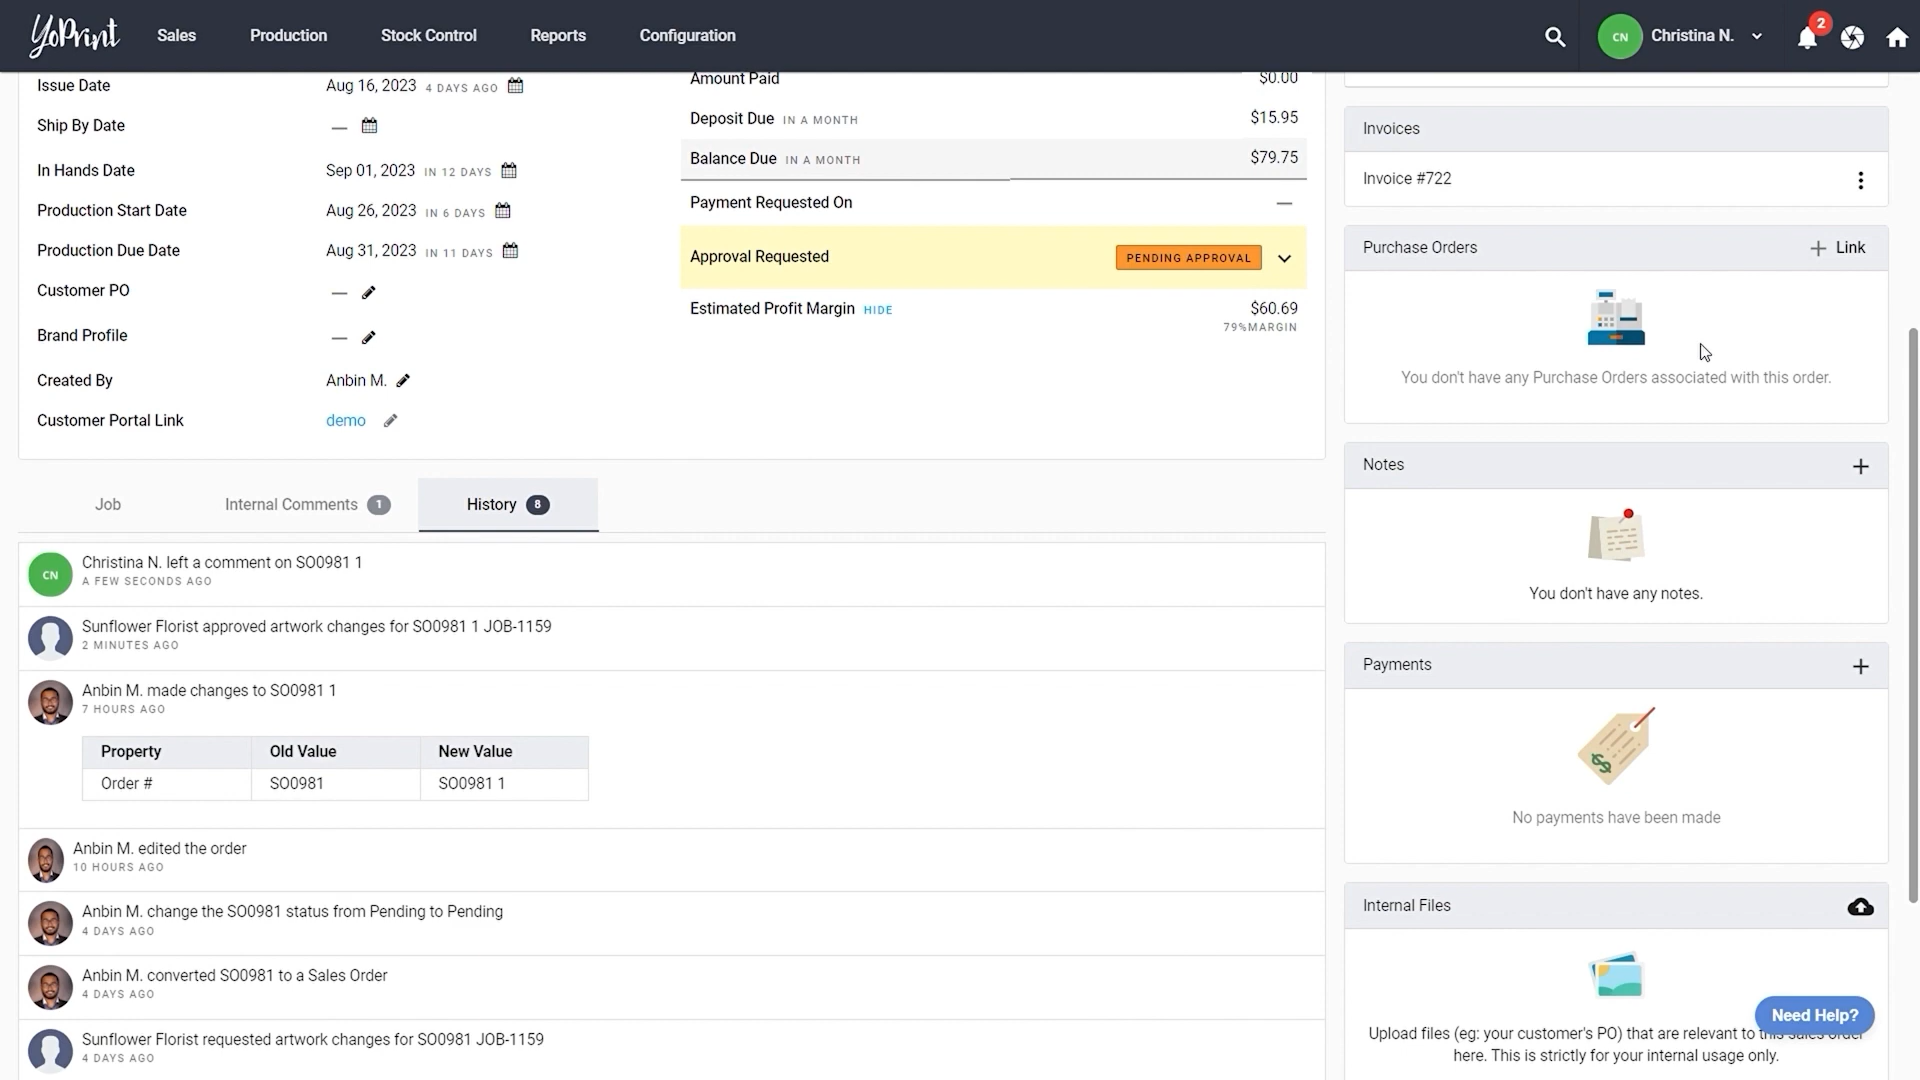 YoPrint
Sales
Production
Stock Control
Reports
Configuration
CN
Christina N.
2
Issue Date
Aug 16, 2023 4 DAYS AGO
Ship By Date
—
In Hands Date
Sep 01, 2023 IN 12 DAYS
Production Start Date
Aug 26, 2023 IN 6 DAYS
Production Due Date
Aug 31, 2023 IN 11 DAYS
Customer PO
—
Brand Profile
—
Created By
Anbin M.
Customer Portal Link
demo
Amount Paid
$0.00
Deposit Due IN A MONTH
$15.95
Balance Due IN A MONTH
$79.75
Payment Requested On
—
Approval Requested
PENDING APPROVAL
Estimated Profit Margin HIDE
$60.69
79%MARGIN
Job
Internal Comments 1
History 8
CN
Christina N. left a comment on SO0981 1
A FEW SECONDS AGO
Sunflower Florist approved artwork changes for SO0981 1 JOB-1159
2 MINUTES AGO
Anbin M. made changes to SO0981 1
7 HOURS AGO
Property Old Value New Value
Order # SO0981 SO0981 1
Anbin M. edited the order
10 HOURS AGO
Anbin M. change the SO0981 status from Pending to Pending
4 DAYS AGO
Anbin M. converted SO0981 to a Sales Order
4 DAYS AGO
Sunflower Florist requested artwork changes for SO0981 JOB-1159
4 DAYS AGO
Invoices
Invoice #722
Purchase Orders
+ Link
You don't have any Purchase Orders associated with this order.
Notes
+
You don't have any notes.
Payments
+
No payments have been made
Internal Files
Need Help?
Upload files (eg: your customer's PO) that are relevant to this sales order
here. This is strictly for your internal usage only.